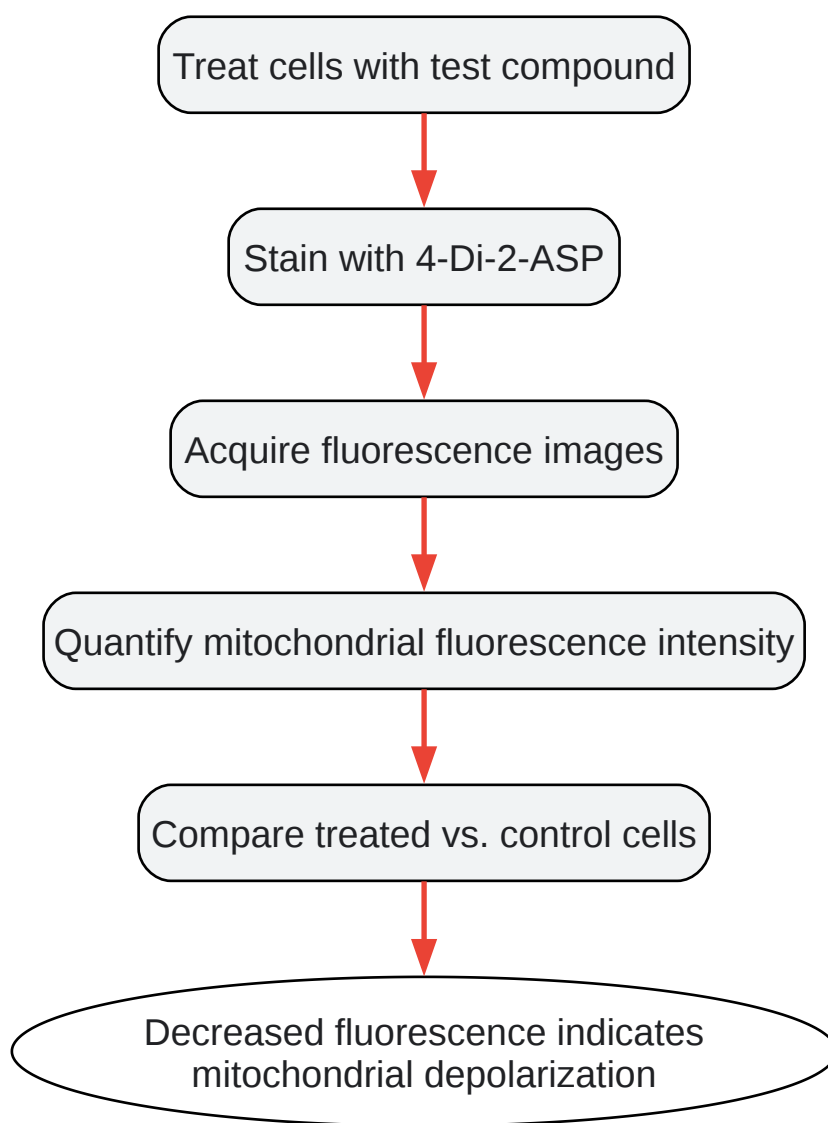 Treat cells with test compound
Stain with 4-Di-2-ASP
Acquire fluorescence images
Quantify mitochondrial fluorescence intensity
Compare treated vs. control cells
Decreased fluorescence indicates
mitochondrial depolarization